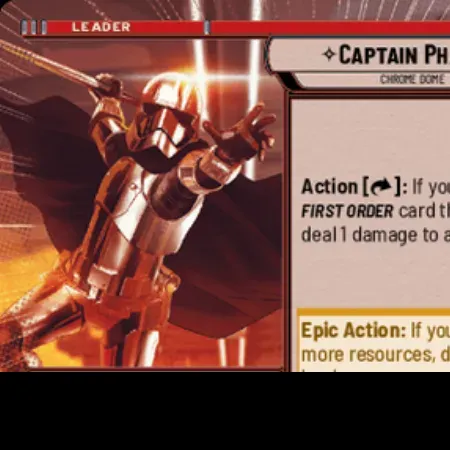 LEADER
CAPTAIN PH
CHROME DOME
Action [ ]: If you
FIRST ORDER card th
deal 1 damage to a
Epic Action: If you
more resources, d